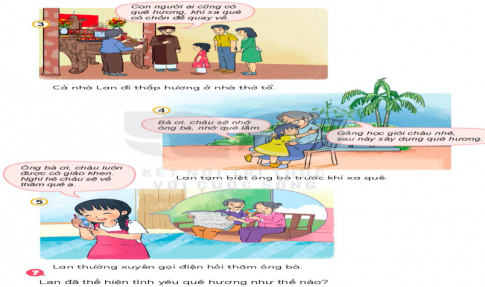 Con người ai cũng có
quê hương, khi xa quê
có chốn để quay về.
3
Cả nhà Lan đi thắp hương ở nhà thờ tổ.
4
Bà ơi, cháu sẽ nhớ
ông bà, nhớ quê lắm.
Gắng học giỏi cháu nhé,
sau này xây dựng quê hương.
Lan tạm biệt ông bà trước khi xa quê.
Ông bà ơi, cháu luôn
được cô giáo khen.
Nghỉ hè cháu sẽ về
thăm quê ạ.
VỚI CUỘC SỐNG
5
Lan thường xuyên gọi điện hỏi thăm ông bà.
?
Lan đã thể hiện tình yêu quê hương như thế nào?